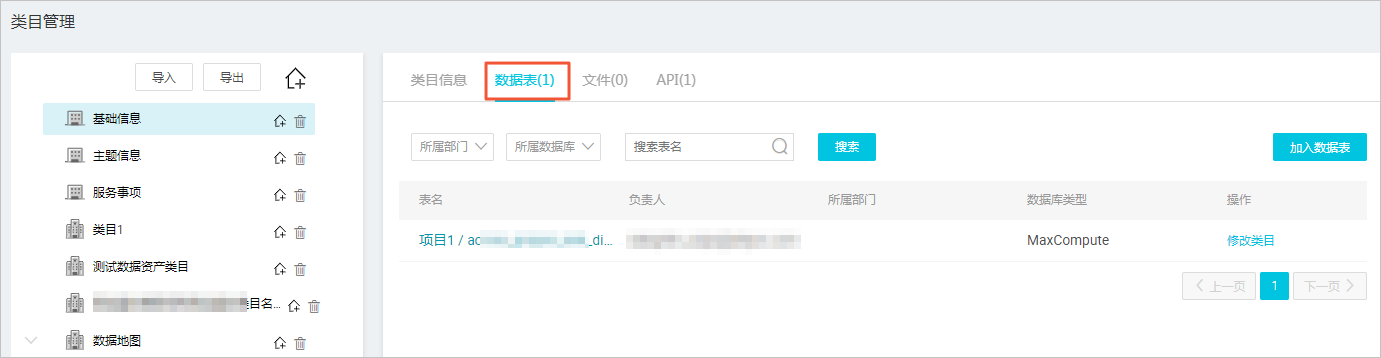 类目管理
导入 导出
基础信息
主题信息
服务事项
类目1
测试数据资产类目
类目名...
数据地图
类目信息 数据表(1) 文件(0) API(1)
所属部门 所属数据库 搜索表名 搜索 加入数据表
表名 负责人 所属部门 数据库类型 操作
项目1 / ac _di... MaxCompute 修改类目
上一页 1 下一页